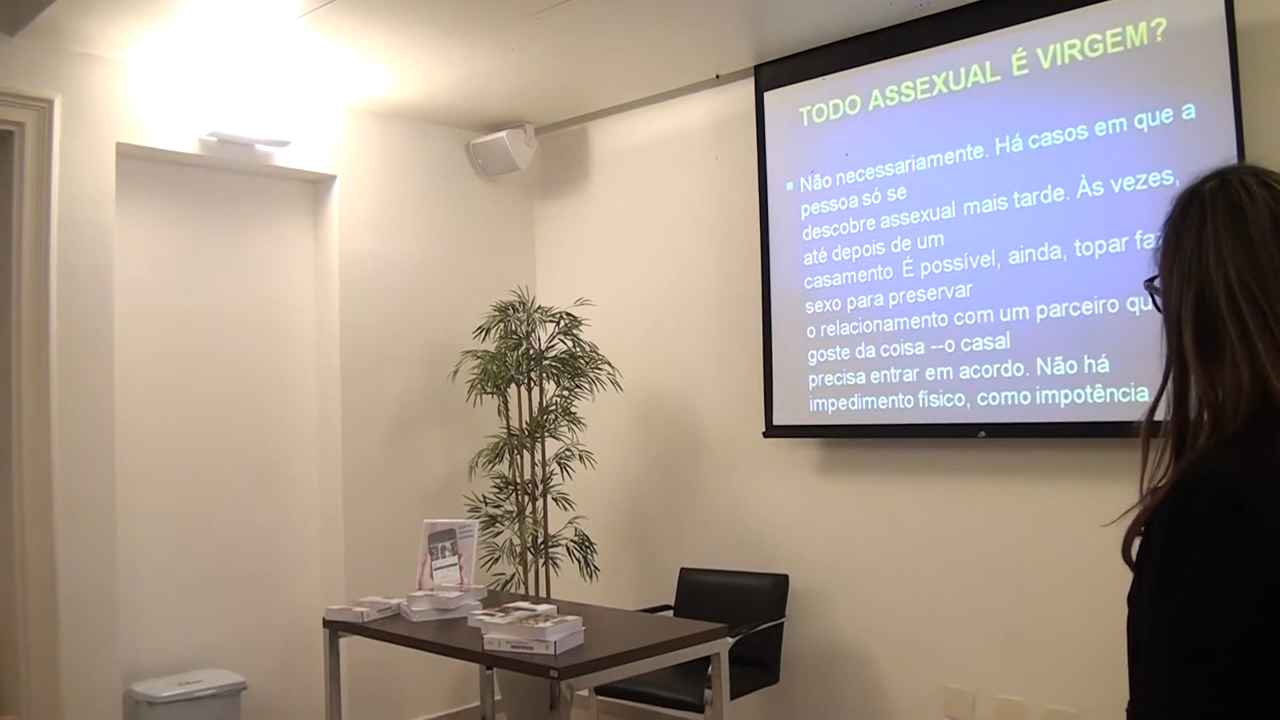 TODO ASSEXUAL É VIRGEM?
Não necessariamente. Há casos em que a
pessoa só se
descobre assexual mais tarde. Às vezes,
até depois de um
casamento. É possível, ainda, topar
sexo para preservar
o relacionamento com um parceiro
goste da coisa --o casal
precisa entrar em acordo. Não há
impedimento físico, como impotência